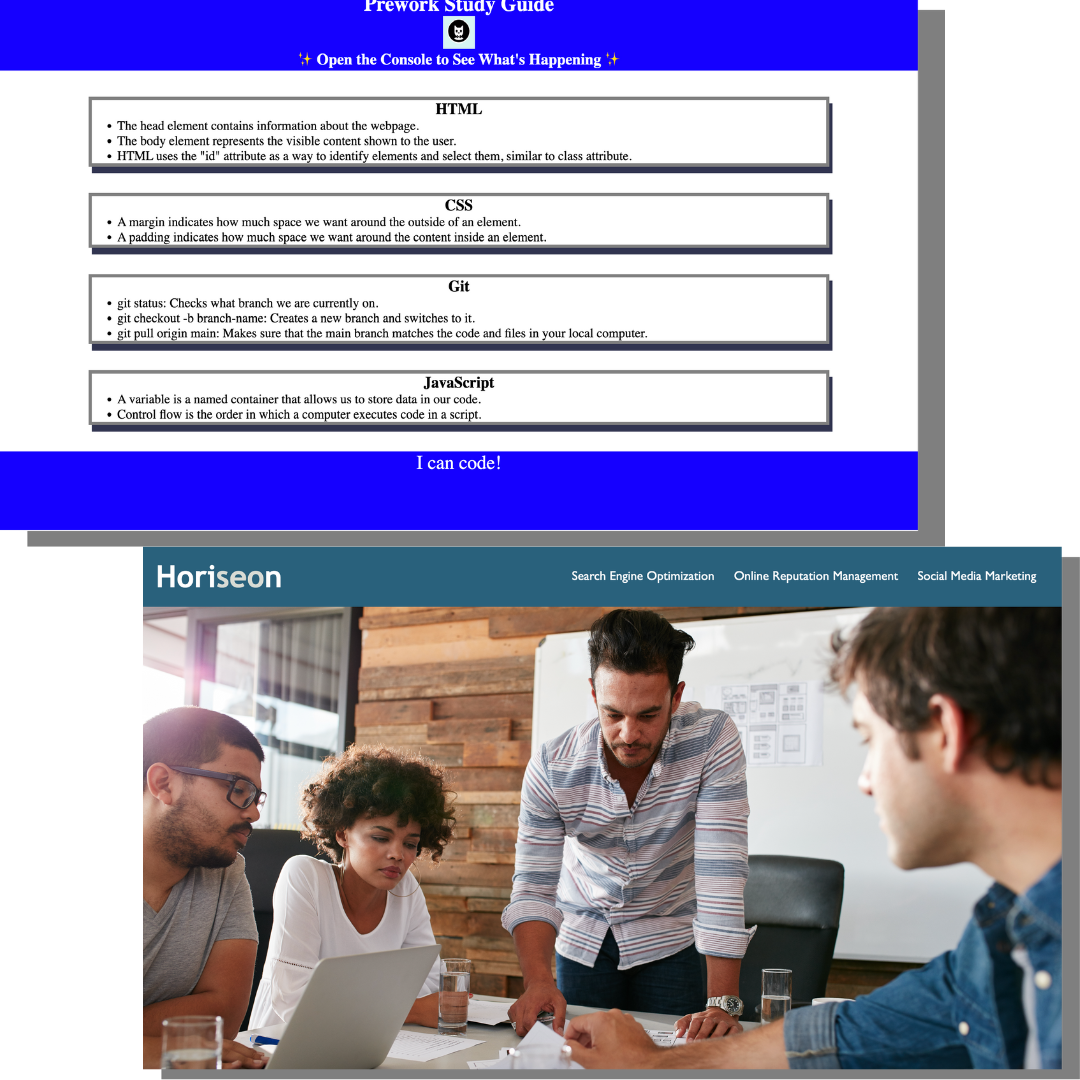 Prework Study Guide
✨ Open the Console to See What's Happening ✨
HTML
• The head element contains information about the webpage.
• The body element represents the visible content shown to the user.
• HTML uses the "id" attribute as a way to identify elements and select them, similar to class attribute.
CSS
• A margin indicates how much space we want around the outside of an element.
• A padding indicates how much space we want around the content inside an element.
Git
• git status: Checks what branch we are currently on.
• git checkout -b branch-name: Creates a new branch and switches to it.
• git pull origin main: Makes sure that the main branch matches the code and files in your local computer.
JavaScript
• A variable is a named container that allows us to store data in our code.
• Control flow is the order in which a computer executes code in a script.
I can code!
Horiseon
Search Engine Optimization Online Reputation Management Social Media Marketing